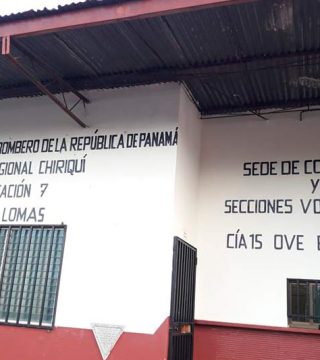 BOMBERO DE LA REPÚBLICA DE PANAMÁ
GIONAL CHIRIQUÍ
ACIÓN 7
LOMAS
SEDE DE CO
Y
SECCIONES VO
CÍA 15 OVE E